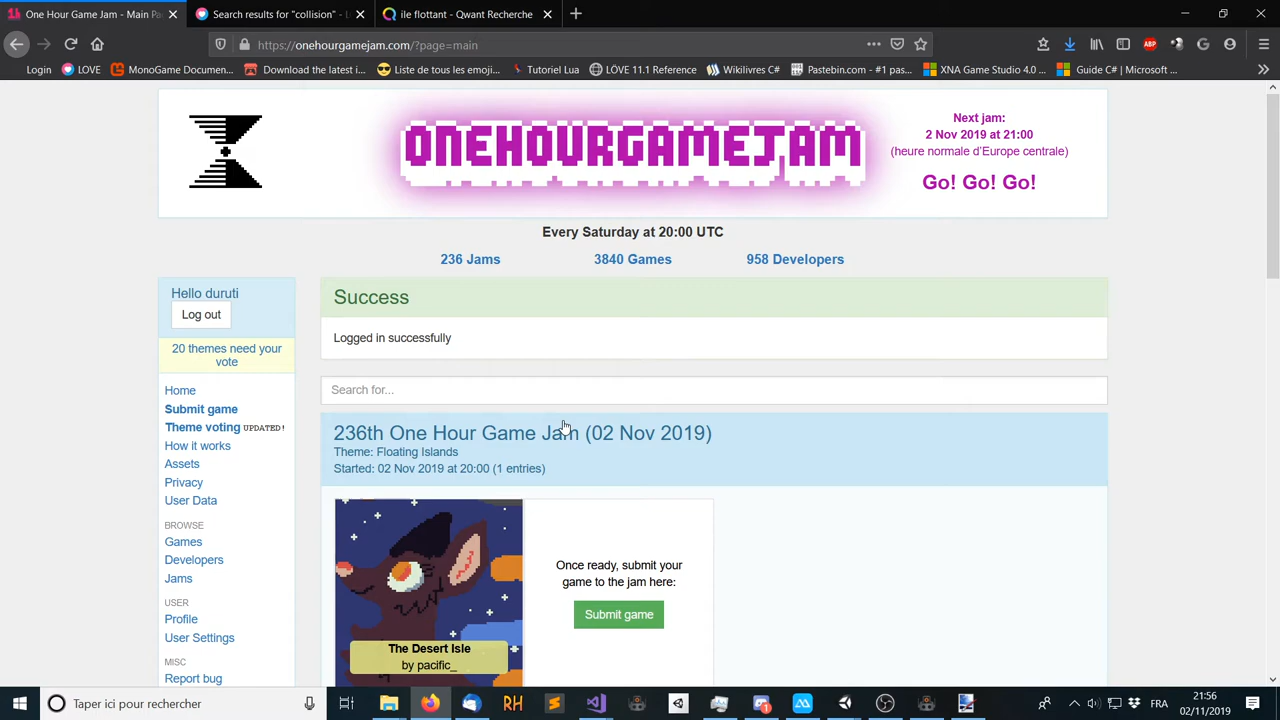 One Hour Game Jam - Main Pa
Search results for "collision" - L
ile flottant - Qwant Recherche
https://onehourgamejam.com/?page=main
ABP
Login
LOVE
MonoGame Documen...
Download the latest i...
Liste de tous les emoji...
Tutoriel Lua
LÖVE 11.1 Reference
Wikilivres C#
Pastebin.com - #1 pas...
XNA Game Studio 4.0 ...
Guide C# | Microsoft ...
ONEHOURGAMEJAM
Next jam:
2 Nov 2019 at 21:00
(heure normale d'Europe centrale)
Go! Go! Go!
Every Saturday at 20:00 UTC
236 Jams
3840 Games
958 Developers
Hello duruti
Log out
20 themes need your
vote
Home
Submit game
Theme voting UPDATED!
How it works
Assets
Privacy
User Data
BROWSE
Games
Developers
Jams
USER
Profile
User Settings
MISC
Report bug
Success
Logged in successfully
Search for...
236th One Hour Game Jam (02 Nov 2019)
Theme: Floating Islands
Started: 02 Nov 2019 at 20:00 (1 entries)
The Desert Isle
by pacific_
Once ready, submit your
game to the jam here:
Submit game
Taper ici pour rechercher
RH
FRA
21:56
02/11/2019